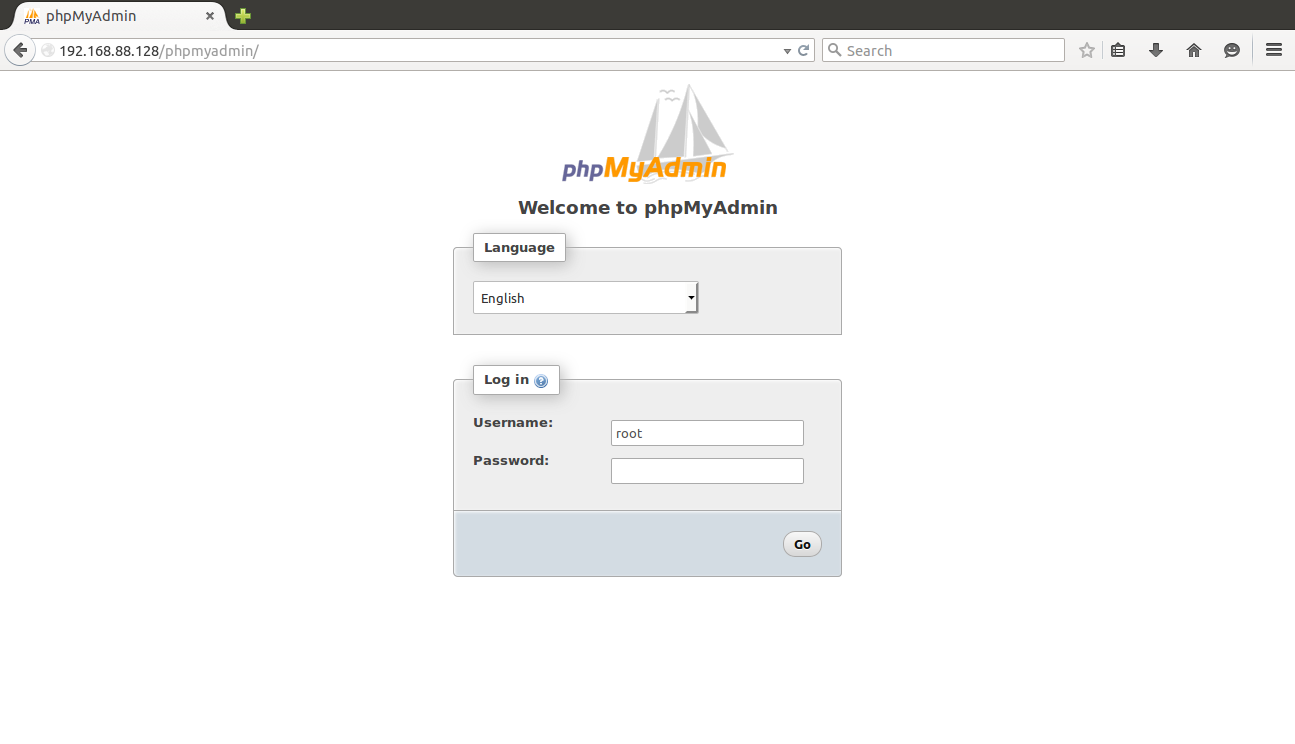 phpMyAdmin
192.168.88.128/phpmyadmin/
Search
phpMyAdmin
Welcome to phpMyAdmin
Language
English
Log in
Username:
root
Password:
Go